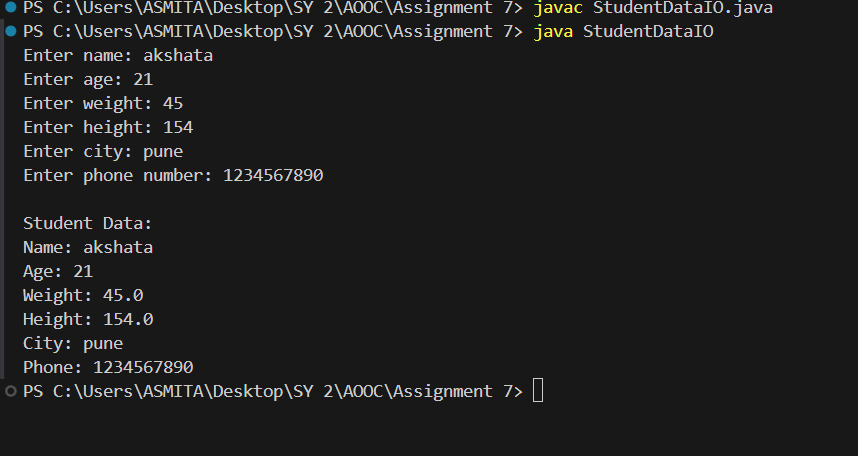 PS C:\Users\ASMITA\Desktop\SY 2\AOOC\Assignment 7> javac StudentDataIO.java
PS C:\Users\ASMITA\Desktop\SY 2\AOOC\Assignment 7> java StudentDataIO
Enter name: akshata
Enter age: 21
Enter weight: 45
Enter height: 154
Enter city: pune
Enter phone number: 1234567890
Student Data:
Name: akshata
Age: 21
Weight: 45.0
Height: 154.0
City: pune
Phone: 1234567890
PS C:\Users\ASMITA\Desktop\SY 2\AOOC\Assignment 7>